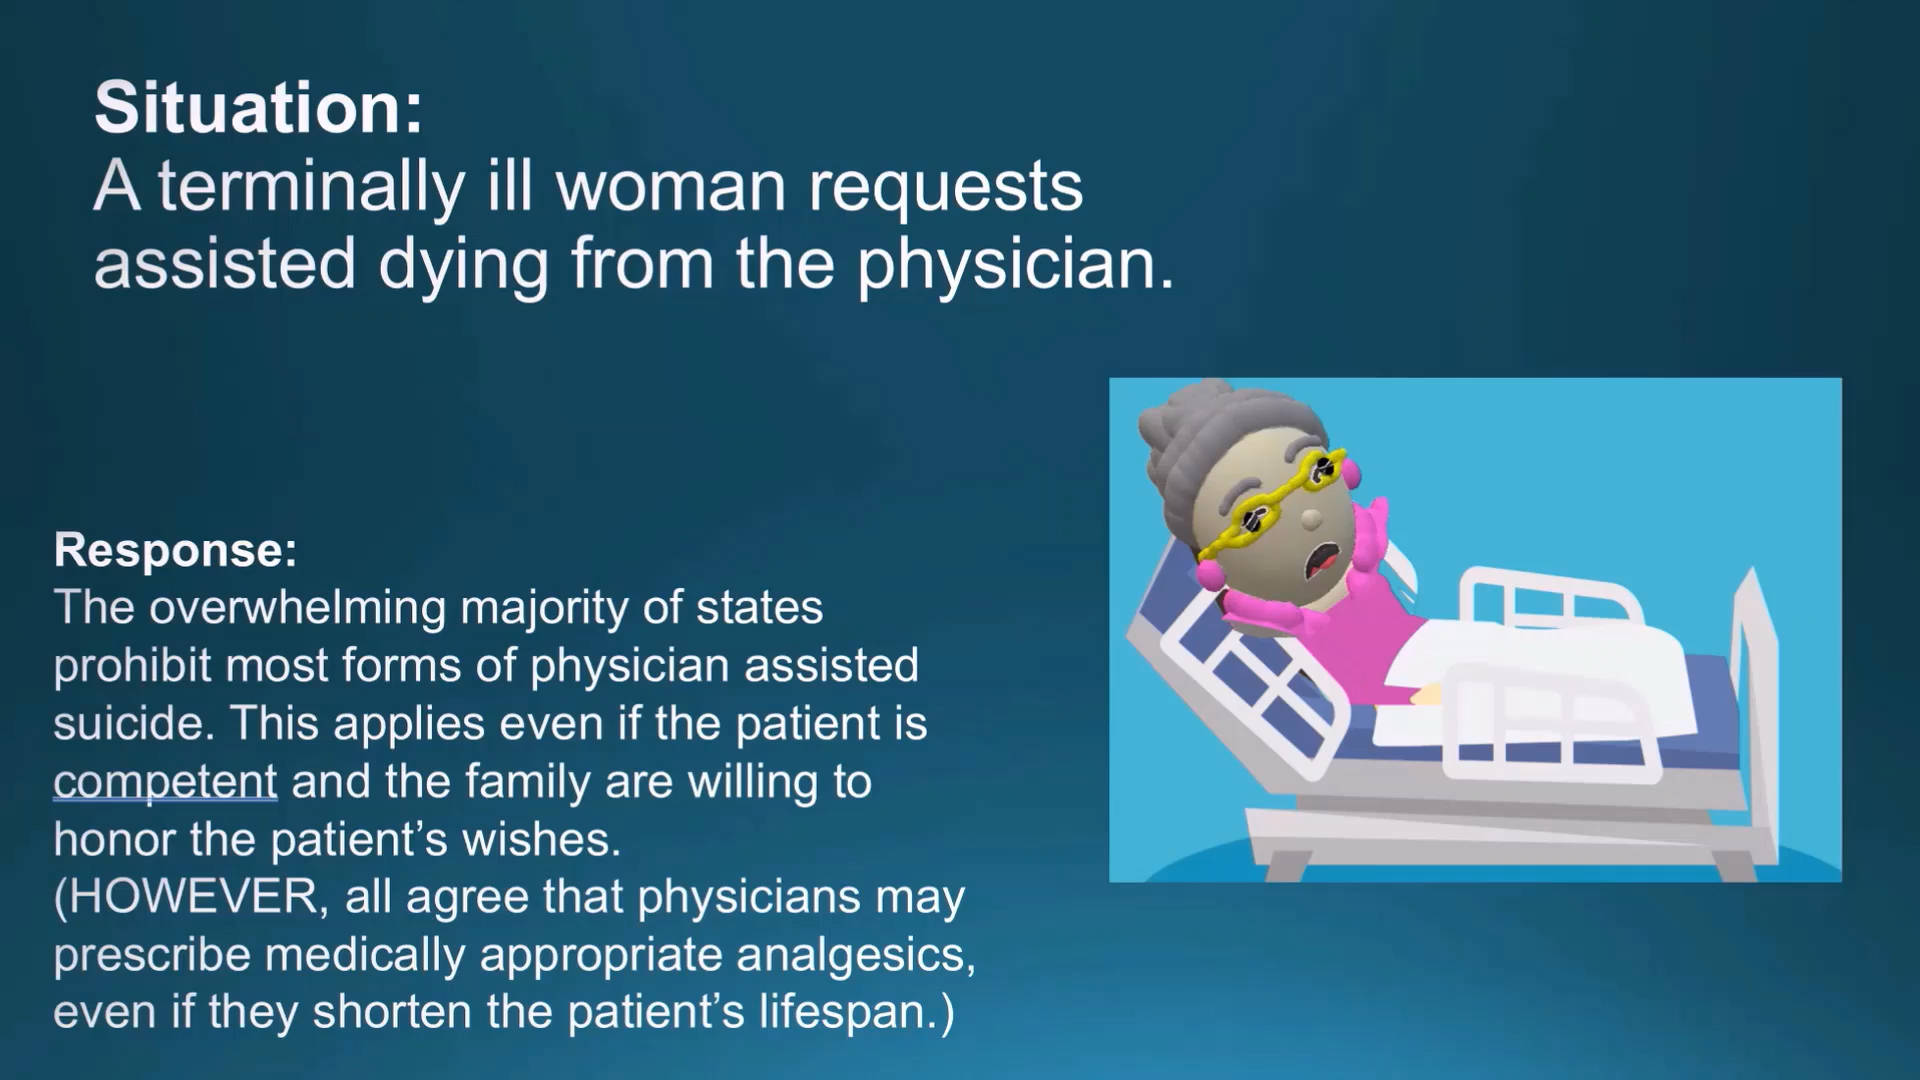 Situation:
A terminally ill woman requests
assisted dying from the physician.
Response:
The overwhelming majority of states
prohibit most forms of physician assisted
suicide. This applies even if the patient is
competent and the family are willing to
honor the patient’s wishes.
(HOWEVER, all agree that physicians may
prescribe medically appropriate analgesics,
even if they shorten the patient’s lifespan.)